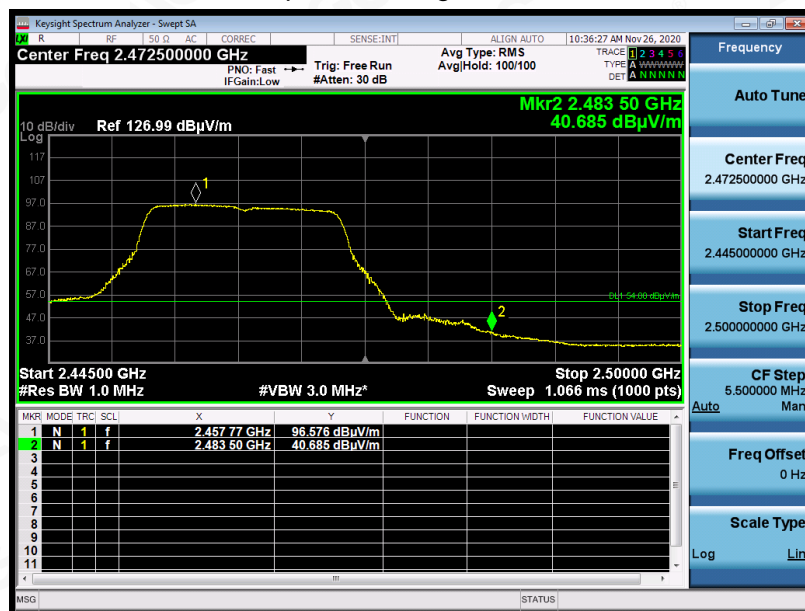 Keysight Spectrum Analyzer - Swept SA
LXI R RF 50 Ω AC CORREC SENSE:INT ALIGN AUTO 10:36:27 AM Nov 26, 2020
Center Freq 2.472500000 GHz
PNO: Fast
IFGain:Low
Trig: Free Run
#Atten: 30 dB
Avg Type: RMS
Avg|Hold: 100/100
TRACE 1 2 3 4 5 6
TYPE A WWWWW
DET A N N N N N
Mkr2 2.483 50 GHz
40.685 dBµV/m
10 dB/div Ref 126.99 dBµV/m
Log
117
107
97.0
87.0
77.0
67.0
57.0
47.0
37.0
1
2
DL1 54.00 dBµV/m
Start 2.44500 GHz Stop 2.50000 GHz
#Res BW 1.0 MHz #VBW 3.0 MHz* Sweep 1.066 ms (1000 pts)
MKR MODE TRC SCL X Y FUNCTION FUNCTION WIDTH FUNCTION VALUE
1 N 1 f 2.457 77 GHz 96.576 dBµV/m
2 N 1 f 2.483 50 GHz 40.685 dBµV/m
3
4
5
6
7
8
9
10
11
MSG STATUS
Frequency
Auto Tune
Center Freq
2.472500000 GHz
Start Freq
2.445000000 GHz
Stop Freq
2.500000000 GHz
CF Step
5.500000 MHz
Auto Man
Freq Offset
0 Hz
Scale Type
Log Lin